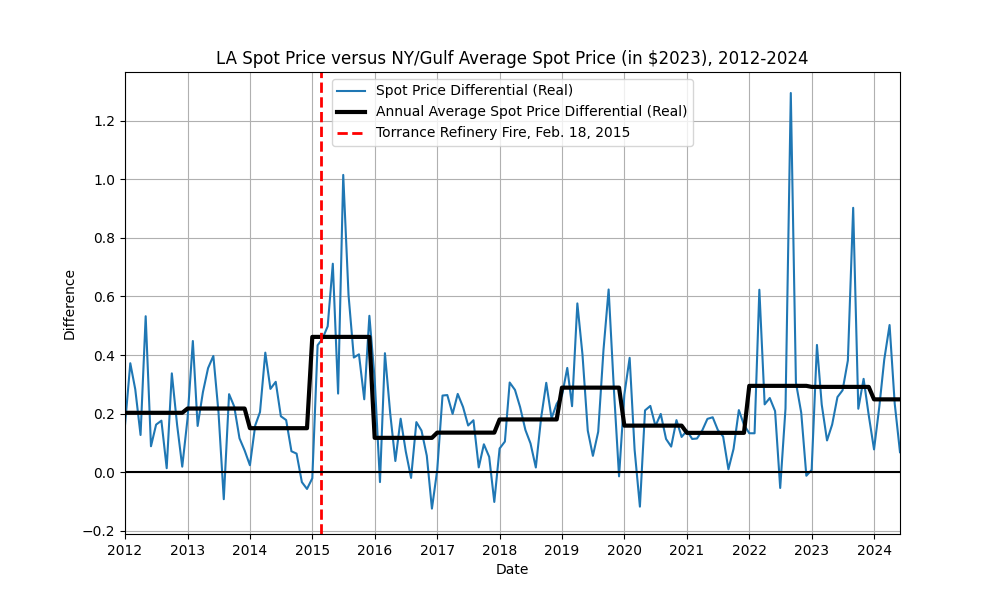 LA Spot Price versus NY/Gulf Average Spot Price (in $2023), 2012-2024
Spot Price Differential (Real)
Annual Average Spot Price Differential (Real)
Torrance Refinery Fire, Feb. 18, 2015
1.2
1.0
0.8
0.6
0.4
0.2
0.0
−0.2
Difference
2012 2013 2014 2015 2016 2017 2018 2019 2020 2021 2022 2023 2024
Date